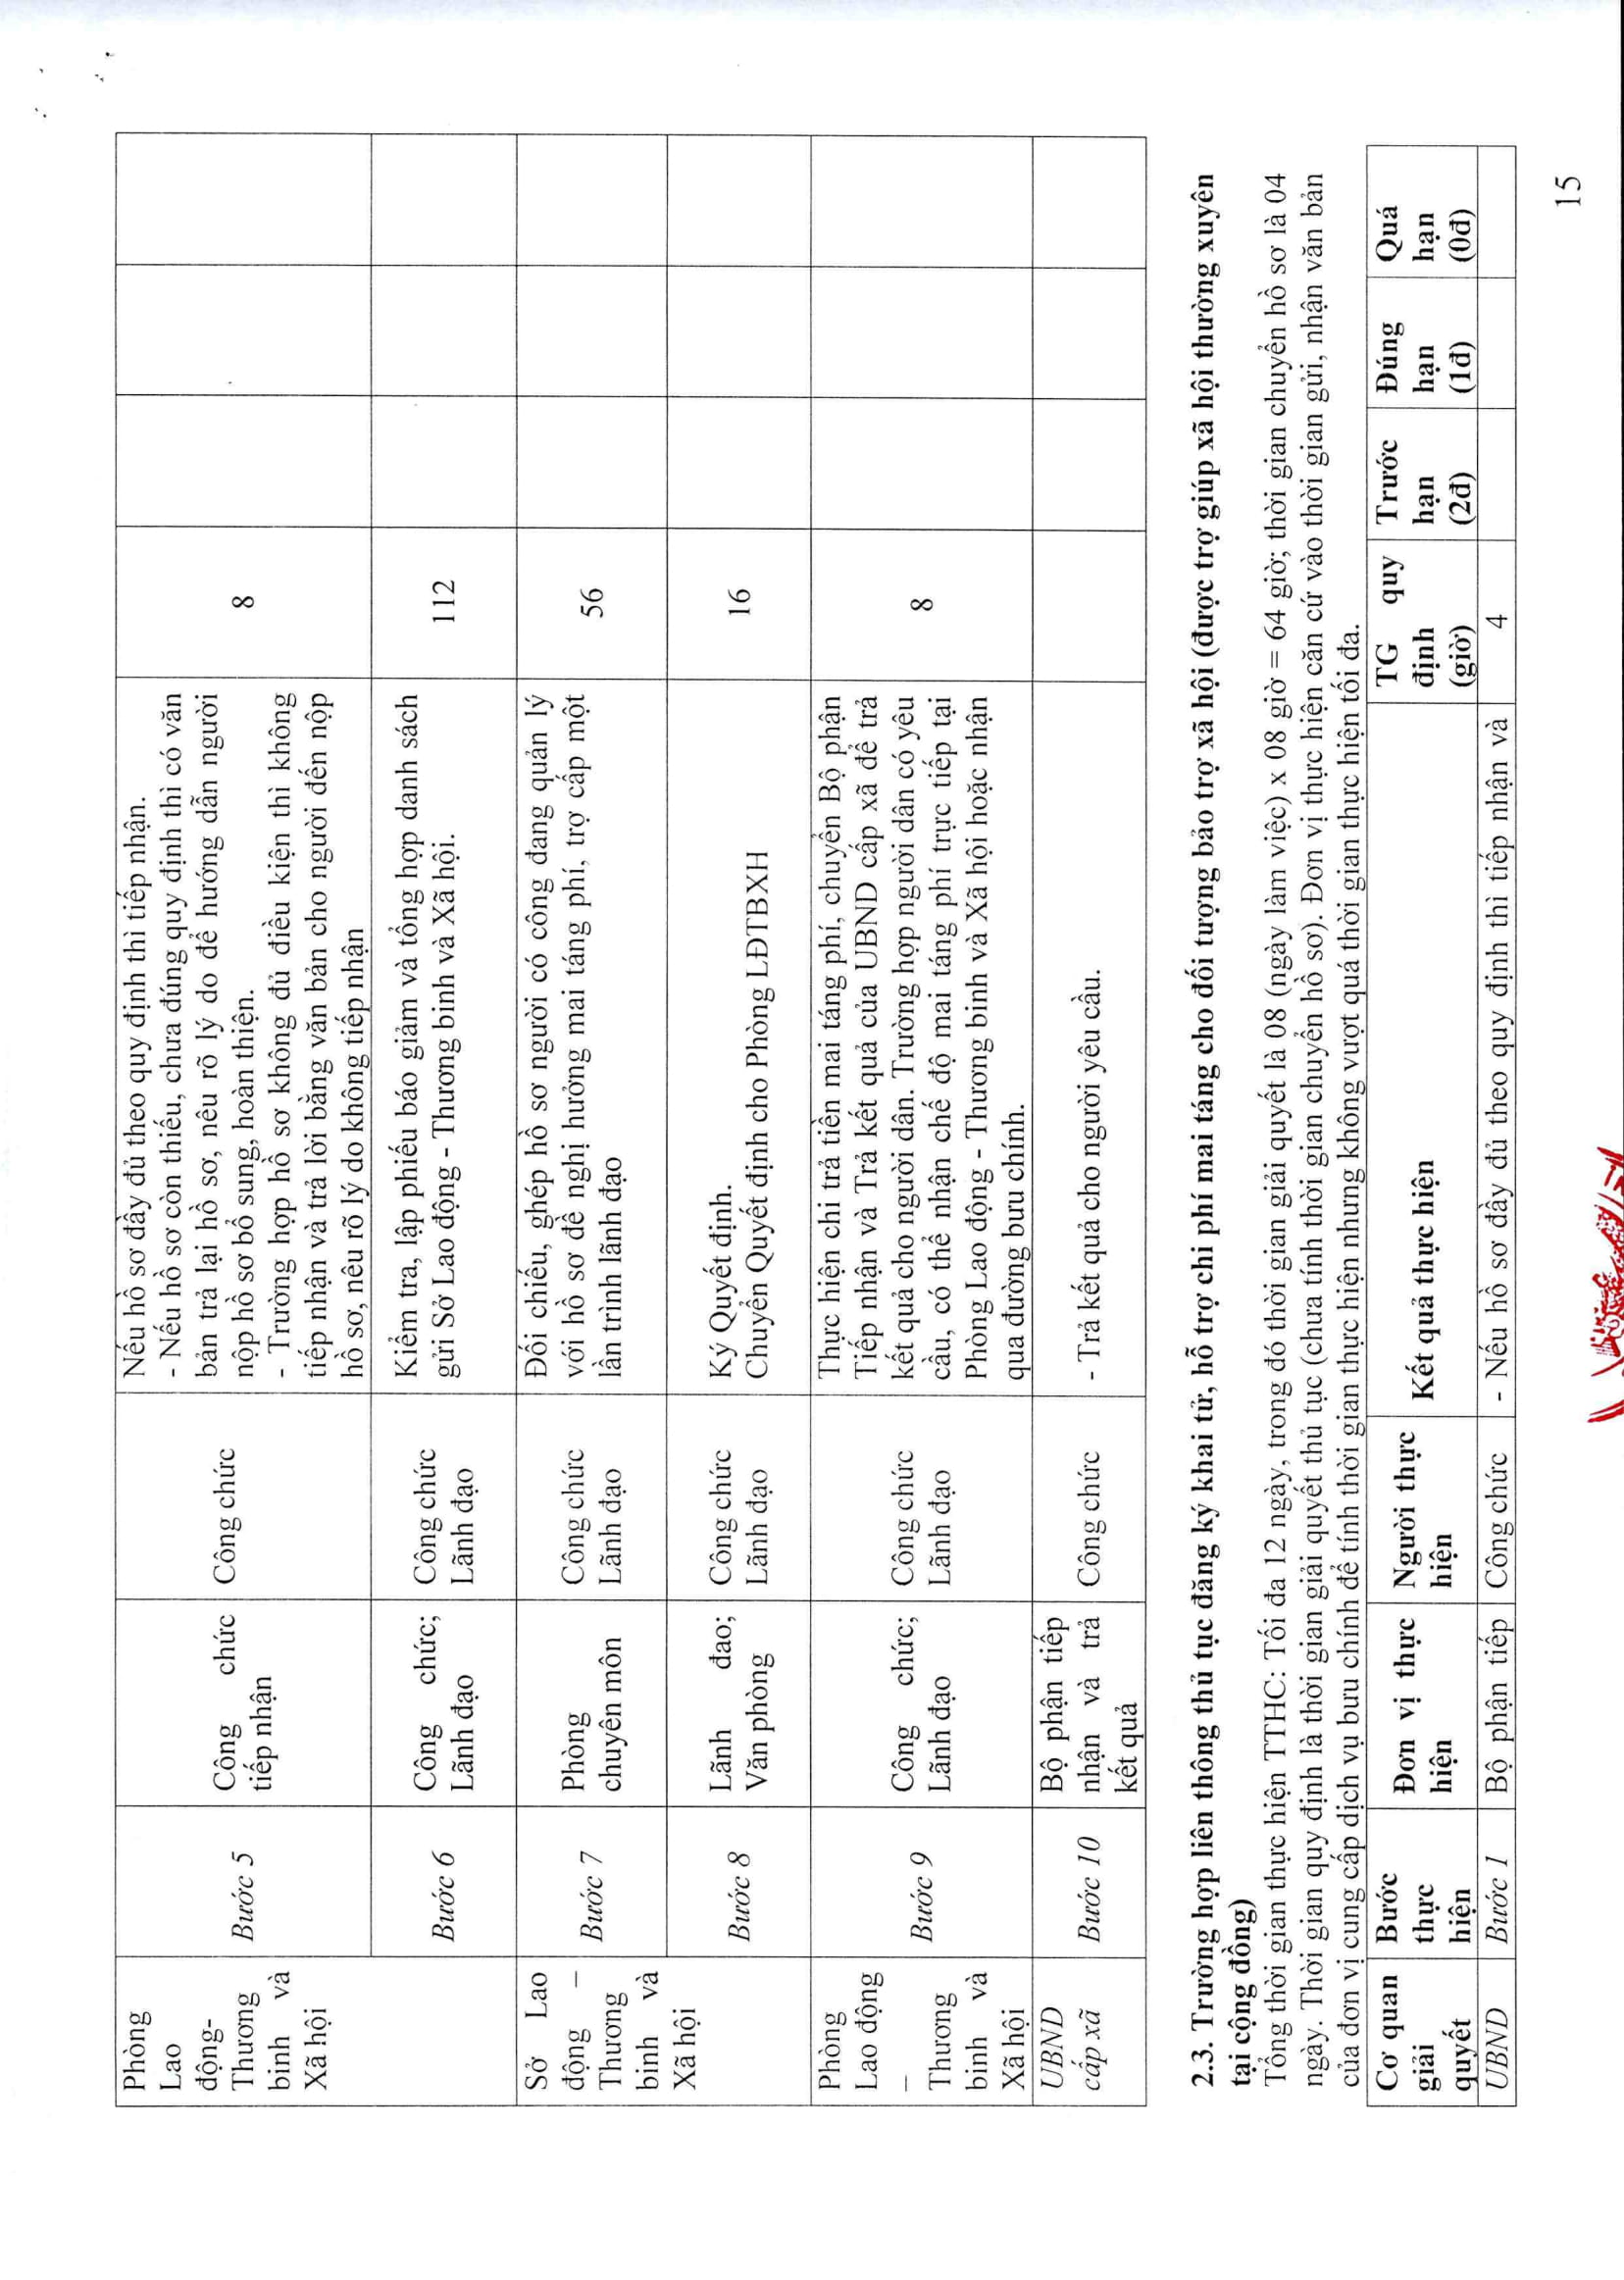 Phòng
Lao
động-
Thương
binh và
Xã hội
Bước 5
Công chức
tiếp nhận
Công chức
Nếu hồ sơ đầy đủ theo quy định thì tiếp nhận.
- Nếu hồ sơ còn thiếu, chưa đúng quy định thì có văn
bản trả lại hồ sơ, nêu rõ lý do để hướng dẫn người
nộp hồ sơ bổ sung, hoàn thiện.
- Trường hợp hồ sơ không đủ điều kiện thì không
tiếp nhận và trả lời bằng văn bản cho người đến nộp
hồ sơ, nêu rõ lý do không tiếp nhận
8
Bước 6
Công chức;
Lãnh đạo
Công chức
Lãnh đạo
Kiểm tra, lập phiếu báo giảm và tổng hợp danh sách
gửi Sở Lao động - Thương binh và Xã hội.
112
Sở Lao
động –
Thương
binh và
Xã hội
Bước 7
Phòng
chuyên môn
Công chức
Lãnh đạo
Đối chiếu, ghép hồ sơ người có công đang quản lý
với hồ sơ đề nghị hưởng mai táng phí, trợ cấp một
lần trình lãnh đạo
56
Bước 8
Lãnh đao;
Văn phòng
Công chức
Lãnh đạo
Ký Quyết định.
Chuyển Quyết định cho Phòng LĐTBXH
16
Phòng
Lao động
–
Thương
binh và
Xã hội
Bước 9
Công chức;
Lãnh đạo
Công chức
Lãnh đạo
Thực hiện chi trả tiền mai táng phí, chuyển Bộ phận
Tiếp nhận và Trả kết quả của UBND cấp xã để trả
kết quả cho người dân. Trường hợp người dân có yêu
cầu, có thể nhận chế độ mai táng phí trực tiếp tại
Phòng Lao động - Thương binh và Xã hội hoặc nhận
qua đường bưu chính.
8
UBND
cấp xã
Bước 10
Bộ phận tiếp
nhận và trả
kết quả
Công chức
- Trả kết quả cho người yêu cầu.
2.3. Trường hợp liên thông thủ tục đăng ký khai tử, hỗ trợ chi phí mai táng cho đối tượng bảo trợ xã hội (được trợ giúp xã hội thường xuyên
tại cộng đồng)
Tổng thời gian thực hiện TTHC: Tối đa 12 ngày, trong đó thời gian giải quyết là 08 (ngày làm việc) x 08 giờ = 64 giờ; thời gian chuyển hồ sơ là 04
ngày. Thời gian quy định là thời gian giải quyết thủ tục (chưa tính thời gian chuyển hồ sơ). Đơn vị thực hiện căn cứ vào thời gian gửi, nhận văn bản
của đơn vị cung cấp dịch vụ bưu chính để tính thời gian thực hiện nhưng không vượt quá thời gian thực hiện tối đa.
Cơ quan
giải
quyết
Bước
thực
hiện
Đơn vị thực
hiện
Người thực
hiện
Kết quả thực hiện
TG quy
định
(giờ)
Trước
hạn
(2đ)
Đúng
hạn
(1đ)
Quá
hạn
(0đ)
UBND
Bước 1
Bộ phận tiếp
Công chức
- Nếu hồ sơ đầy đủ theo quy định thì tiếp nhận và
4
15